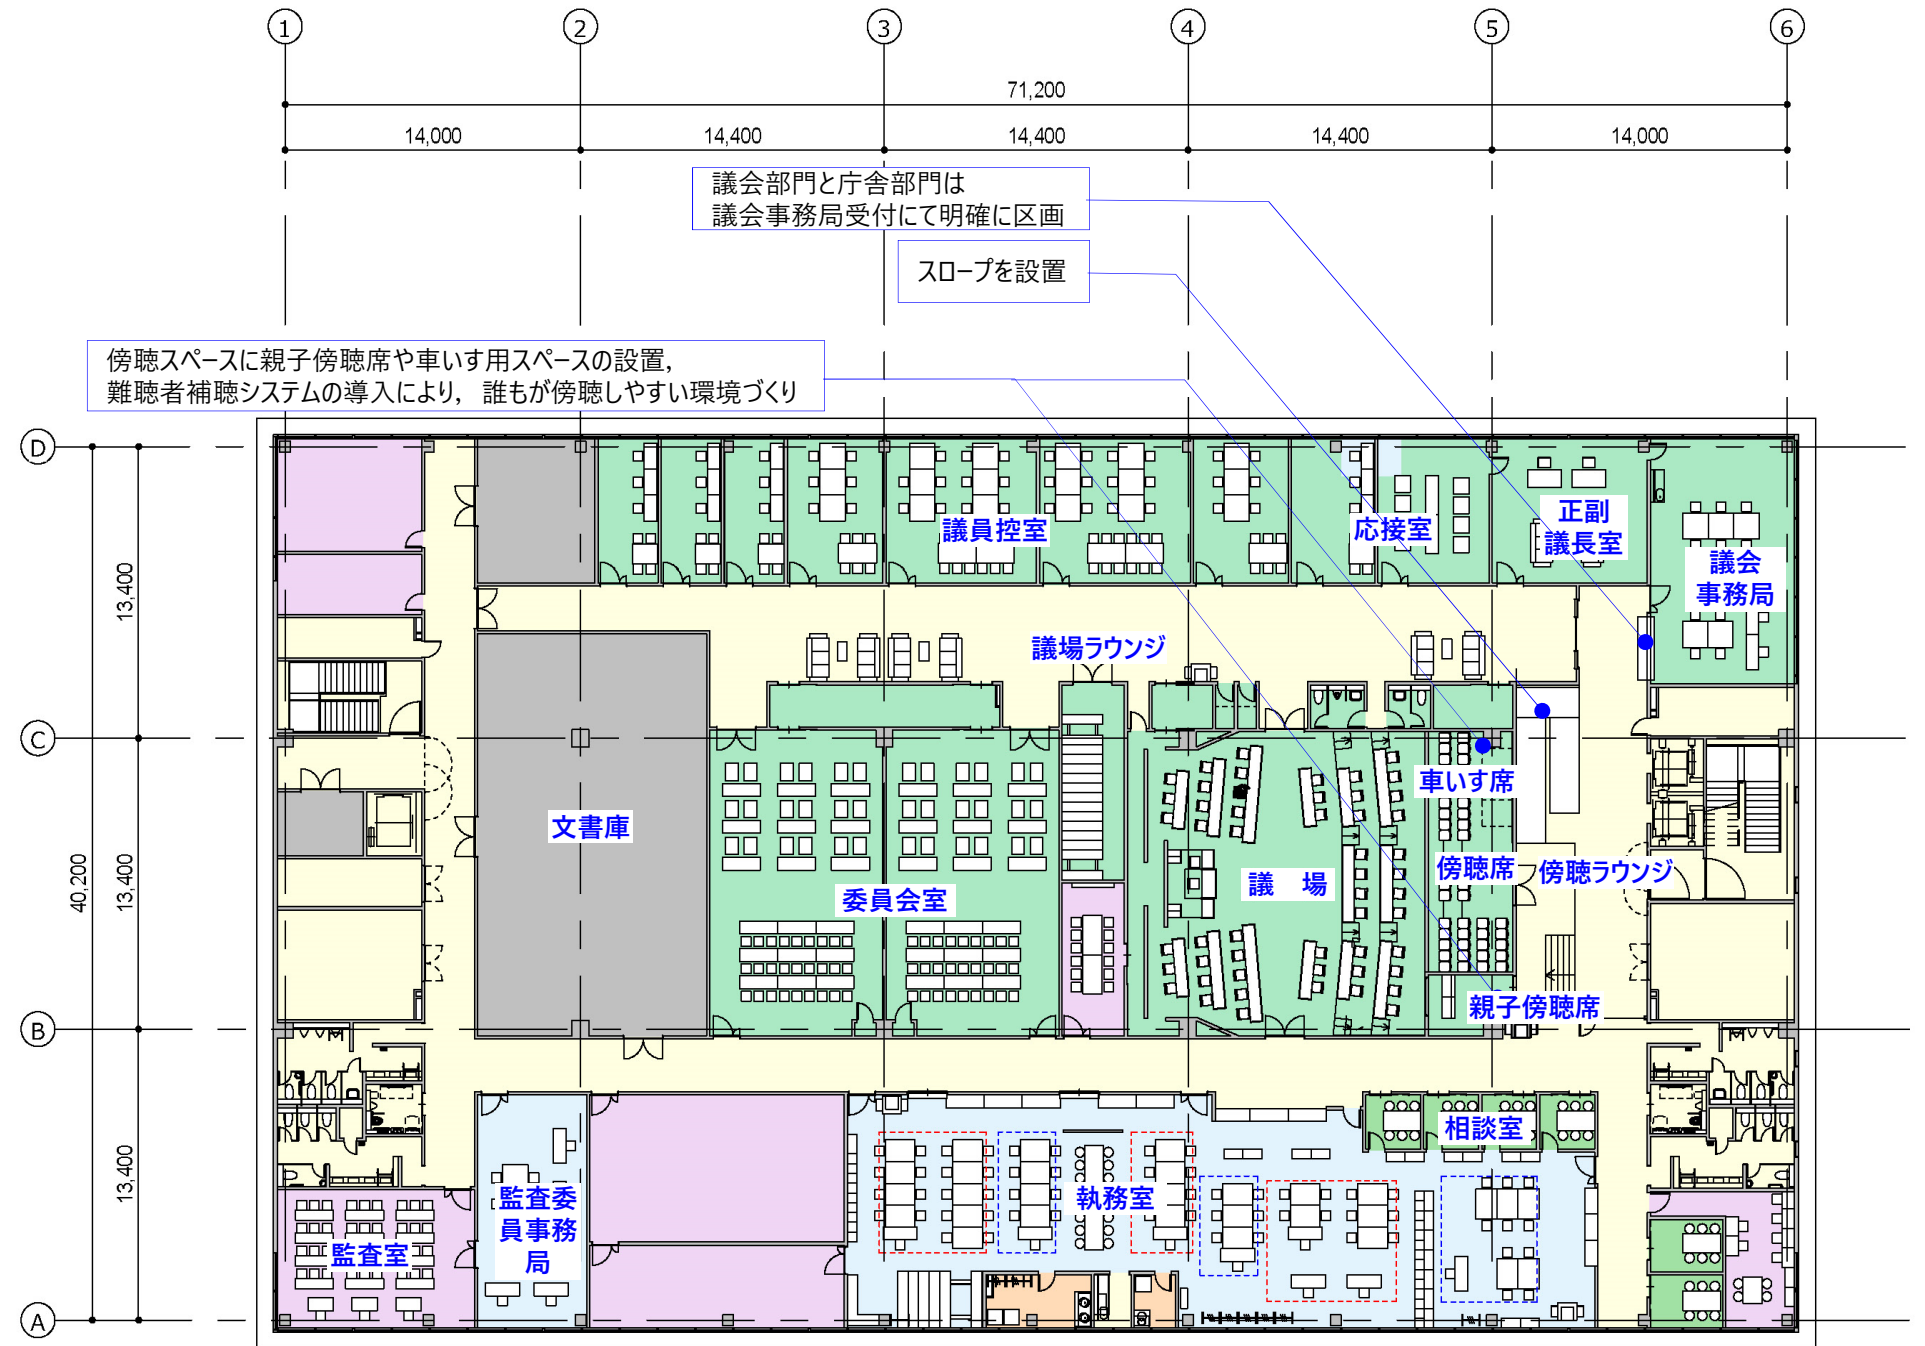 1 2 3 4 5 6
71,200
14,000 14,400 14,400 14,400 14,000
議会部門と庁舎部門は
議会事務局受付にて明確に区画
スロープを設置
傍聴スペースに親子傍聴席や車いす用スペースの設置,
難聴者補聴システムの導入により, 誰もが傍聴しやすい環境づくり
D
C
B
A
40,200
13,400
13,400
13,400
議員控室
応接室
正副
議長室
議会
事務局
議場ラウンジ
文書庫
委員会室
議 場
車いす席
傍聴席
傍聴ラウンジ
親子傍聴席
相談室
執務室
監査委
員事務
局
監査室